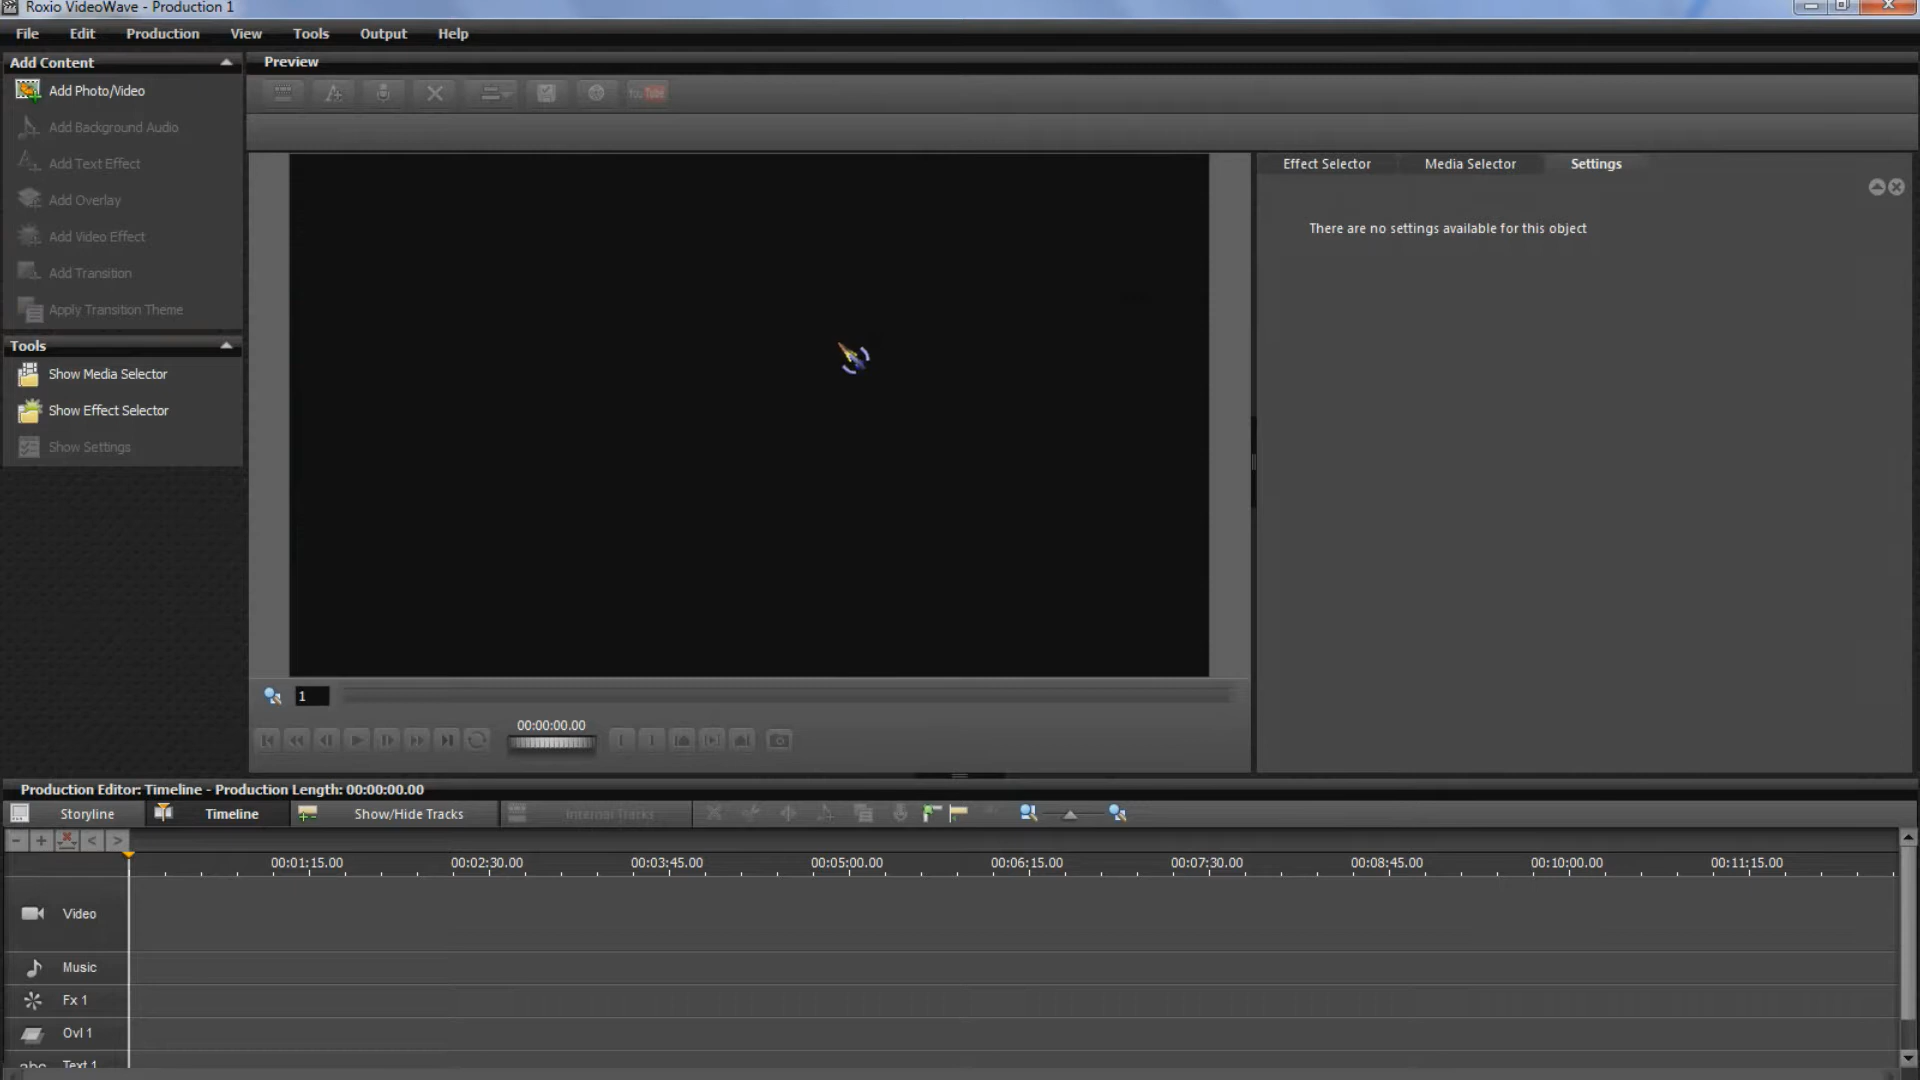 Roxio VideoWave - Production 1
File Edit Production View Tools Output Help
Add Content
Add Photo/Video
Add Background Audio
Add Text Effect
Add Overlay
Add Video Effect
Add Transition
Apply Transition Theme
Tools
Show Media Selector
Show Effect Selector
Show Settings
Preview
You Tube
Effect Selector Media Selector Settings
There are no settings available for this object
1
00:00:00.00
Production Editor: Timeline - Production Length: 00:00:00.00
Storyline Timeline Show/Hide Tracks Internal Tracks
00:01:15.00 00:02:30.00 00:03:45.00 00:05:00.00 00:06:15.00 00:07:30.00 00:08:45.00 00:10:00.00 00:11:15.00
Video
Music
Fx 1
Ovl 1
abc Text 1